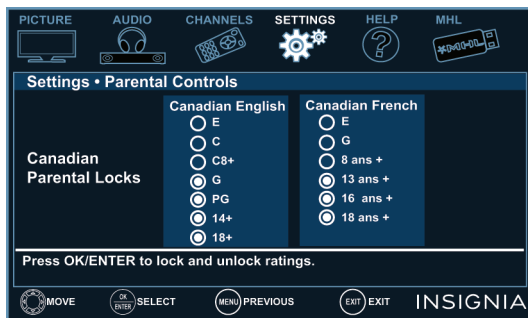 PICTURE AUDIO CHANNELS SETTINGS HELP MHL
MHL
Settings • Parental Controls
Canadian English Canadian French
E E
C G
C8+ 8 ans +
G 13 ans +
PG 16 ans +
14+ 18 ans +
18+
Canadian
Parental Locks
Press OK/ENTER to lock and unlock ratings.
MOVE OK ENTER SELECT MENU PREVIOUS EXIT EXIT INSIGNIA